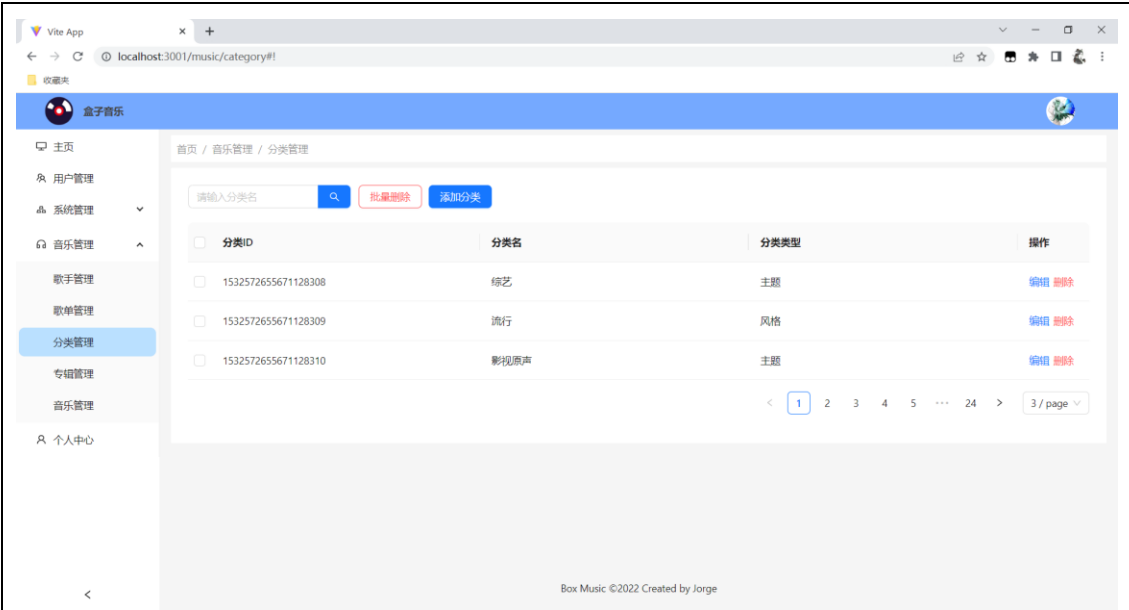 Vite App
localhost:3001/music/category#!
收藏夹
盒子音乐
主页
用户管理
系统管理
音乐管理
歌手管理
歌单管理
分类管理
专辑管理
音乐管理
个人中心
首页 / 音乐管理 / 分类管理
请输入分类名 批量删除 添加分类
分类ID 分类名 分类类型 操作
1532572655671128308 综艺 主题 编辑 删除
1532572655671128309 流行 风格 编辑 删除
1532572655671128310 影视原声 主题 编辑 删除
< 1 2 3 4 5 ••• 24 > 3 / page
Box Music ©2022 Created by Jorge